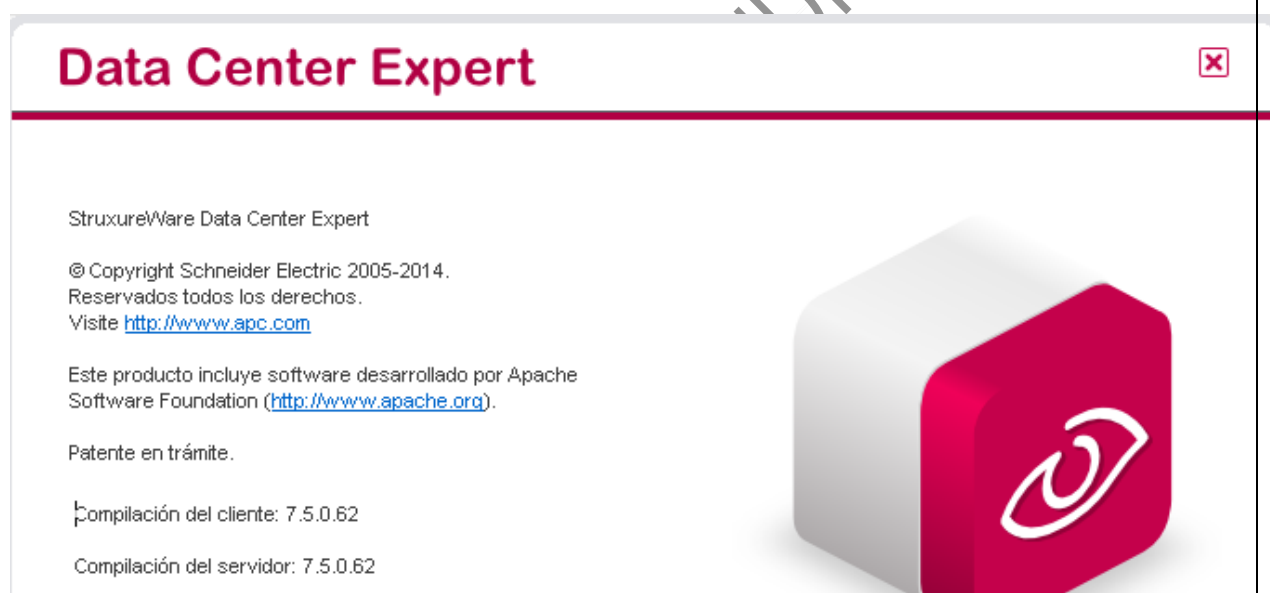 Data Center Expert
StruxureWare Data Center Expert
© Copyright Schneider Electric 2005-2014.
Reservados todos los derechos.
Visite http://www.apc.com
Este producto incluye software desarrollado por Apache
Software Foundation (http://www.apache.org).
Patente en trámite.
Compilación del cliente: 7.5.0.62
Compilación del servidor: 7.5.0.62